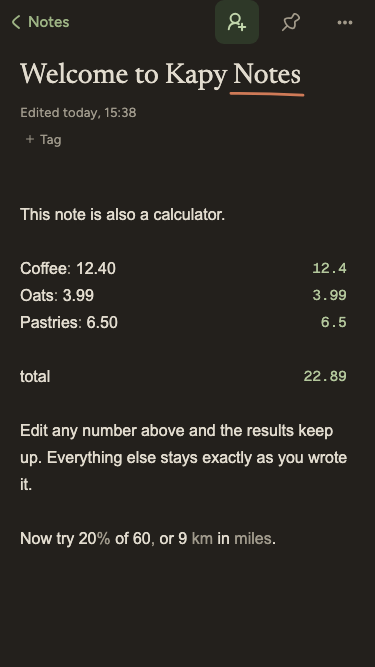 Notes
Welcome to Kapy Notes
Edited today, 15:38
+ Tag
This note is also a calculator.
Coffee: 12.40 12.4
Oats: 3.99 3.99
Pastries: 6.50 6.5
total 22.89
Edit any number above and the results keep
up. Everything else stays exactly as you wrote
it.
Now try 20% of 60, or 9 km in miles.